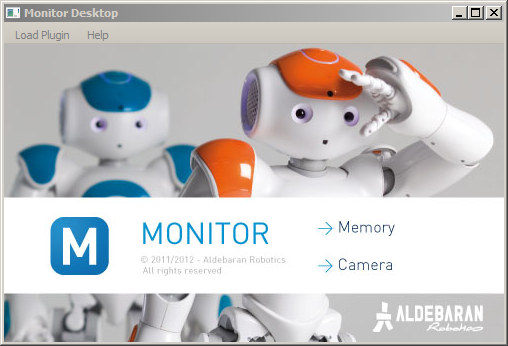 Monitor Desktop
Load Plugin Help
M MONITOR
© 2011/2012 - Aldebaran Robotics
All rights reserved
Memory
Camera
ALDEBARAN
Robotics